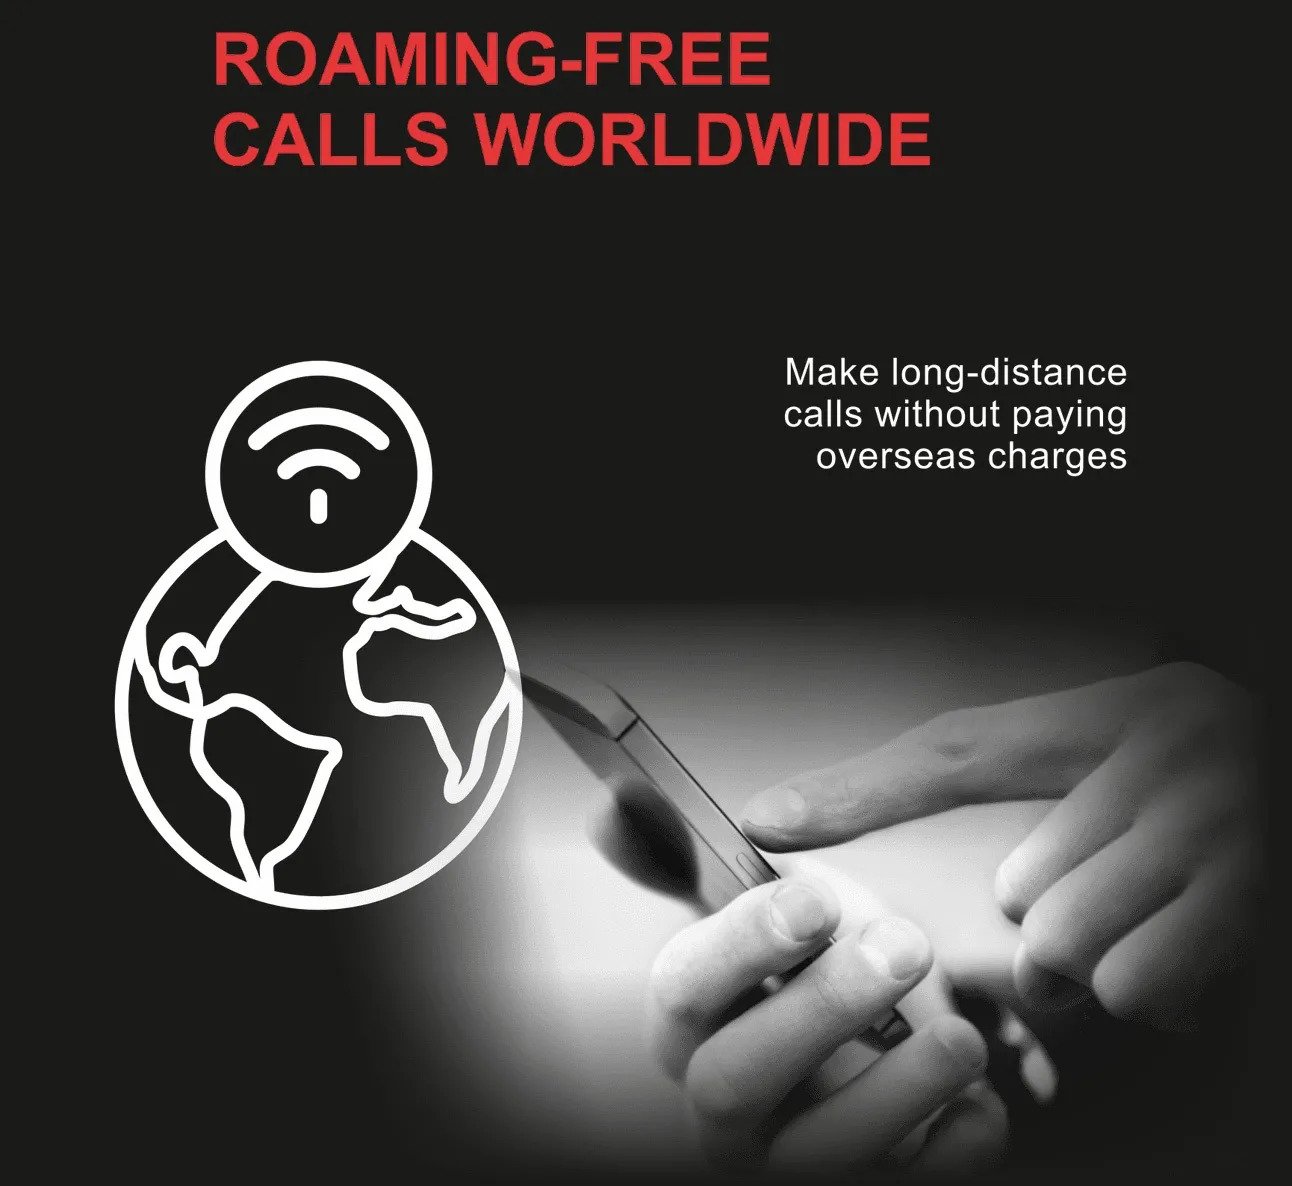 ROAMING-FREE
CALLS WORLDWIDE
Make long-distance
calls without paying
overseas charges